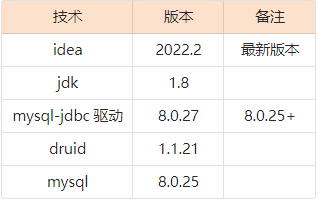 技术 版本 备注
idea 2022.2 最新版本
jdk 1.8
mysql-jdbc 驱动 8.0.27 8.0.25+
druid 1.1.21
mysql 8.0.25